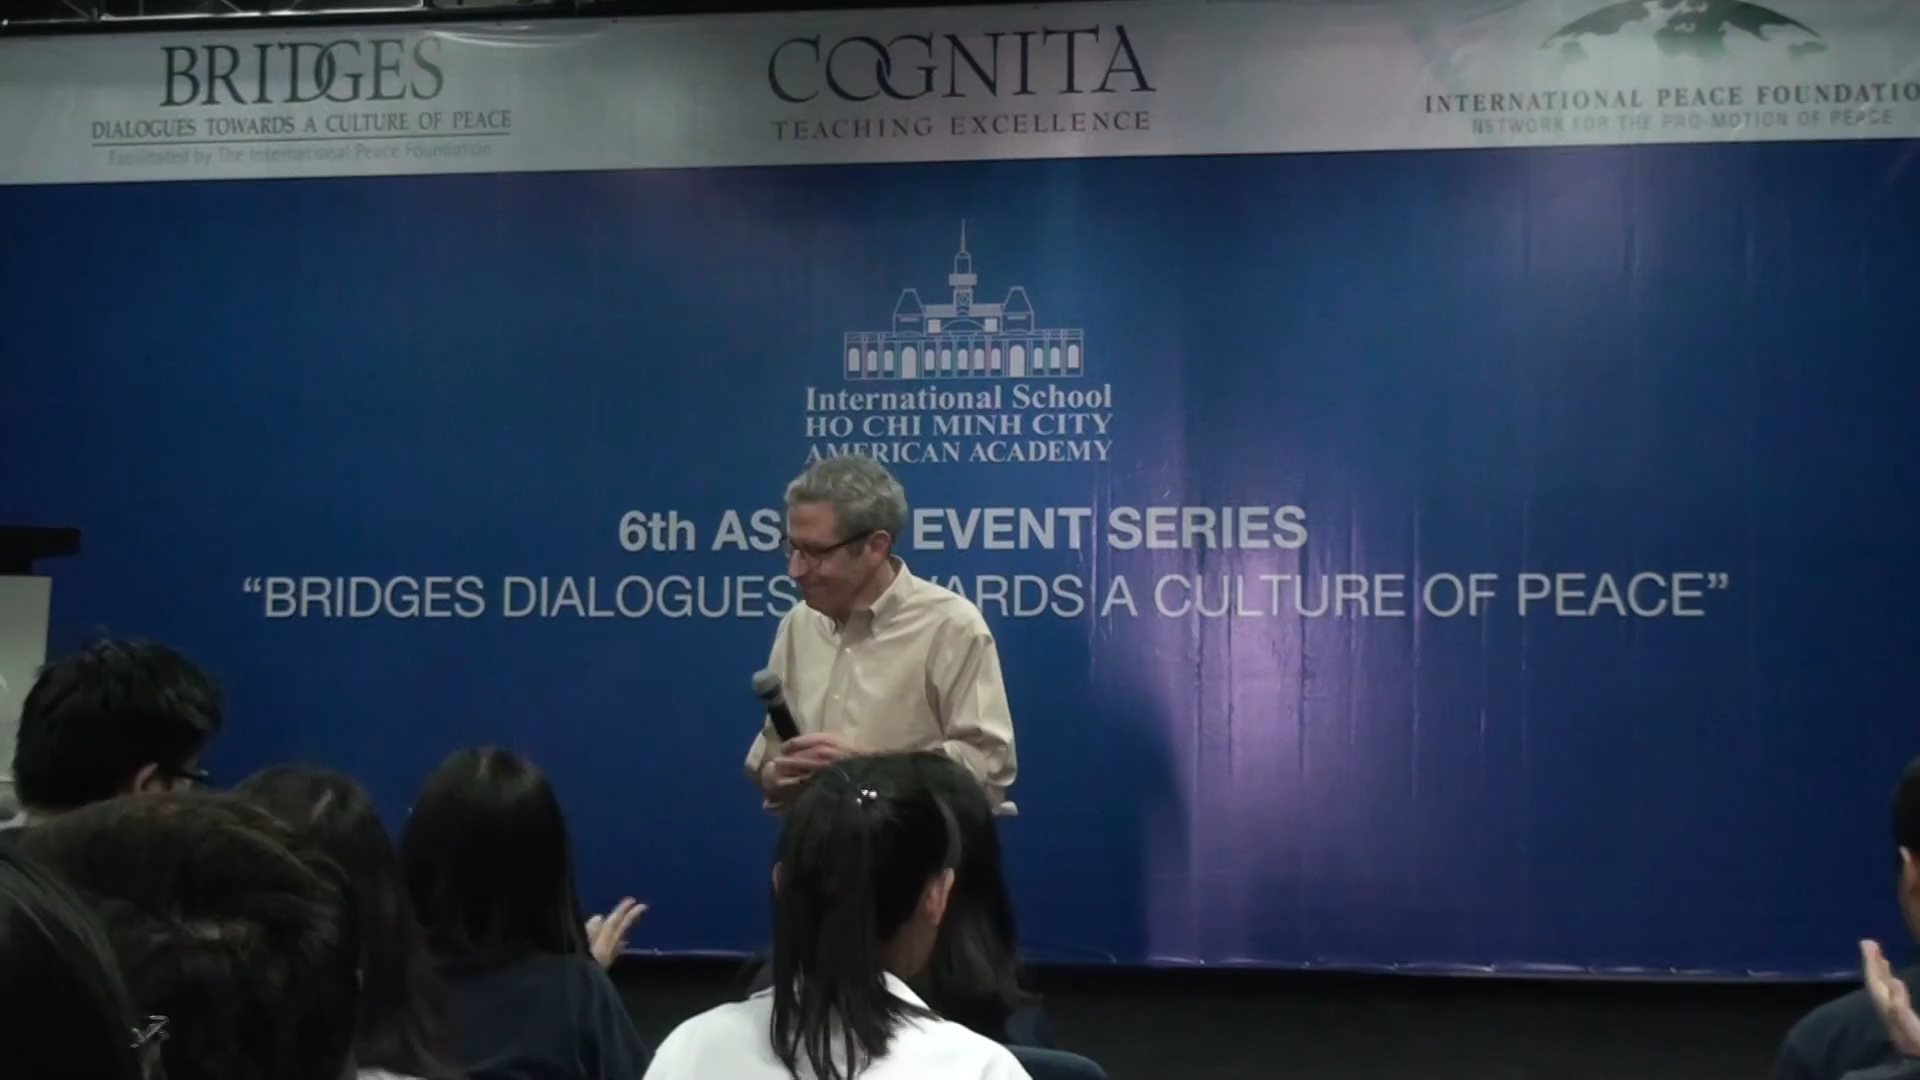 BRIDGES
DIALOGUES TOWARDS A CULTURE OF PEACE
Facilitated by The International Peace Foundation
COGNITA
TEACHING EXCELLENCE
INTERNATIONAL PEACE FOUNDATIO
NETWORK FOR THE PRO-MOTION OF PEACE
International School
HO CHI MINH CITY
AMERICAN ACADEMY
6th AS EVENT SERIES
“BRIDGES DIALOGUES ARDS A CULTURE OF PEACE”